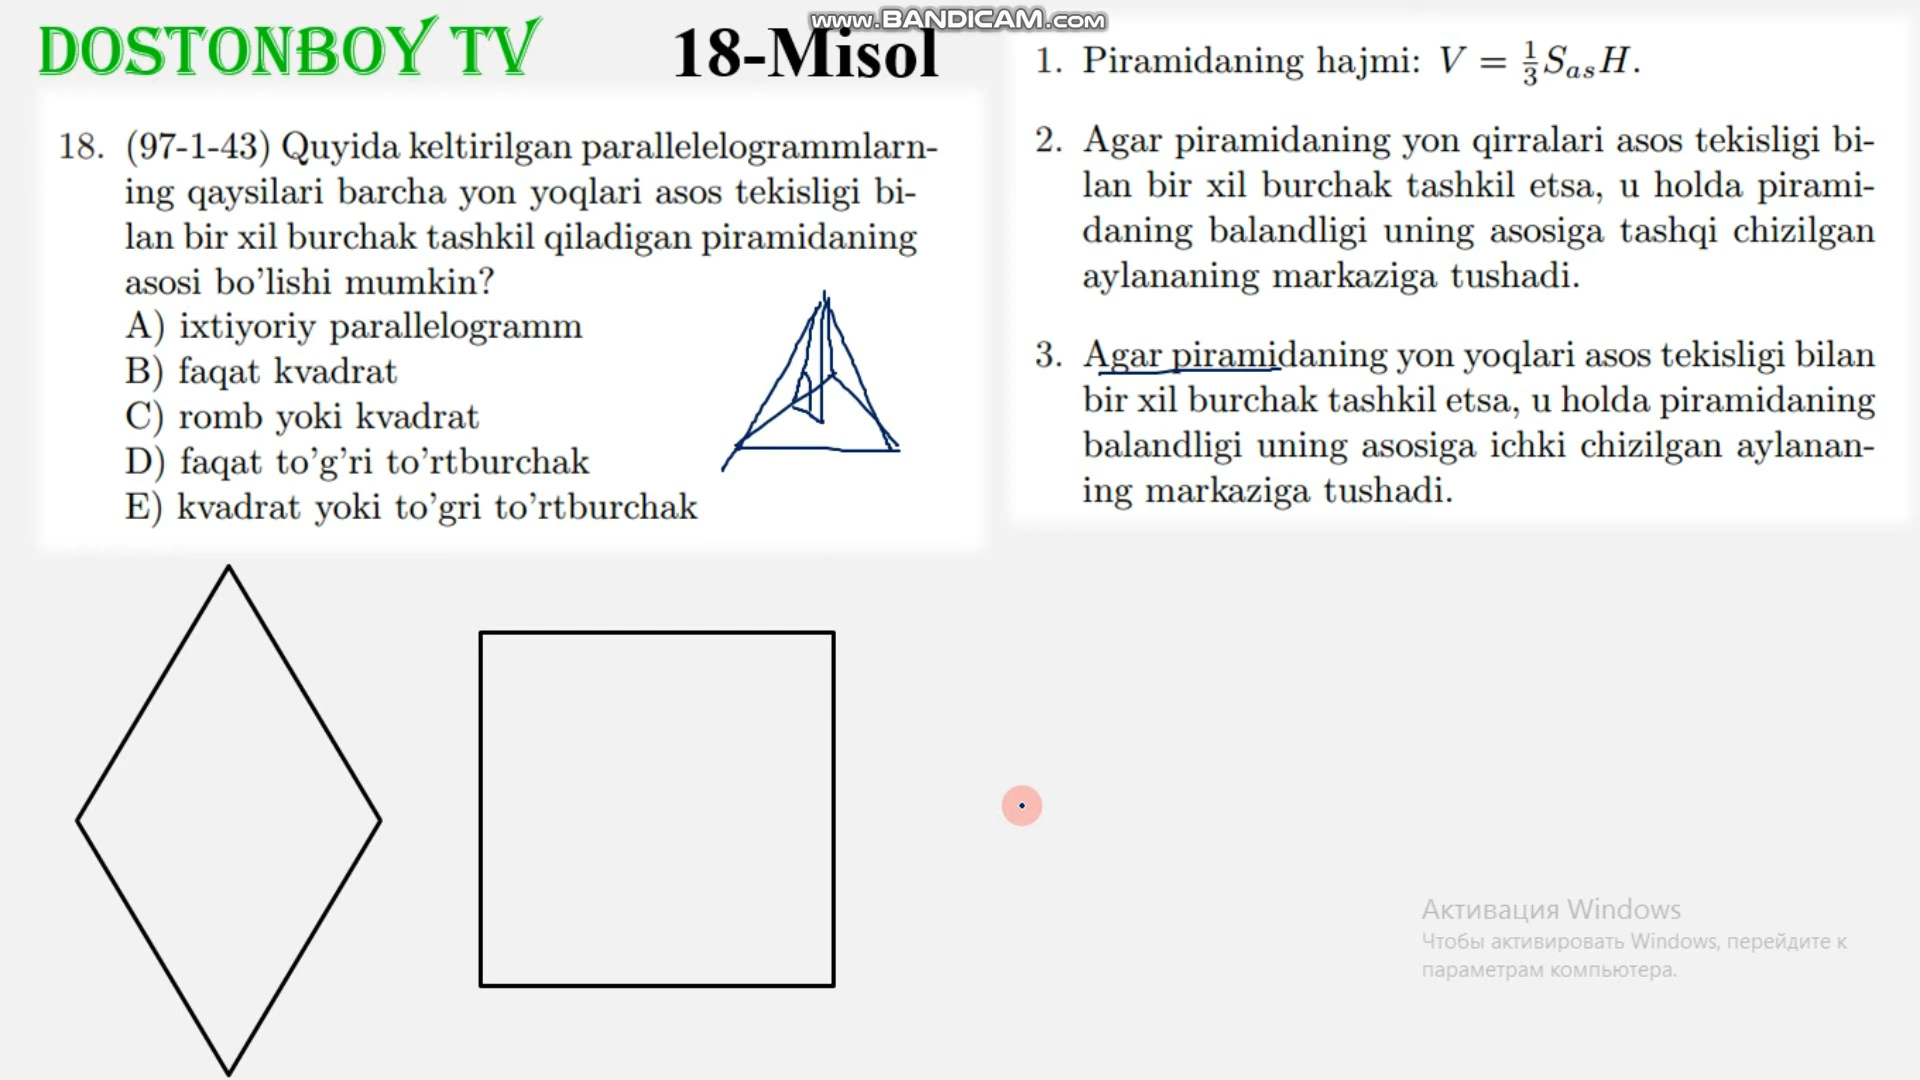 www.BANDICAM.com
DOSTONBOY TV
18-Misol
18. (97-1-43) Quyida keltirilgan parallelelogrammlarn-
ing qaysilari barcha yon yoqlari asos tekisligi bi-
lan bir xil burchak tashkil qiladigan piramidaning
asosi bo'lishi mumkin?
A) ixtiyoriy parallelogramm
B) faqat kvadrat
C) romb yoki kvadrat
D) faqat to'g'ri to'rtburchak
E) kvadrat yoki to'gri to'rtburchak
1. Piramidaning hajmi: V = 1/3 S_{as}H.
2. Agar piramidaning yon qirralari asos tekisligi bi-
lan bir xil burchak tashkil etsa, u holda pirami-
daning balandligi uning asosiga tashqi chizilgan
aylananing markaziga tushadi.
3. Agar piramidaning yon yoqlari asos tekisligi bilan
bir xil burchak tashkil etsa, u holda piramidaning
balandligi uning asosiga ichki chizilgan aylanan-
ing markaziga tushadi.
Активация Windows
Чтобы активировать Windows, перейдите к
параметрам компьютера.